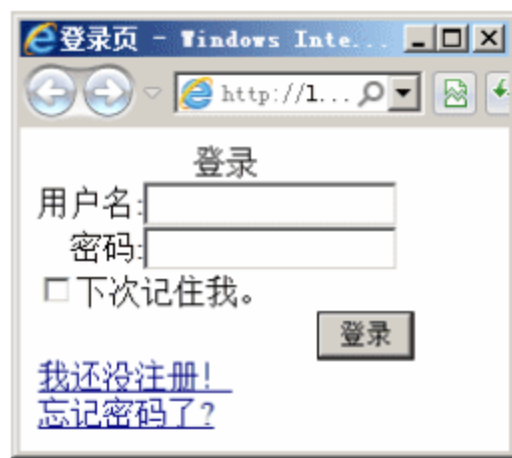 登录页 - Windows Inte...
http://l...
登录
用户名:
密码:
下次记住我。
登录
我还没注册！
忘记密码了?